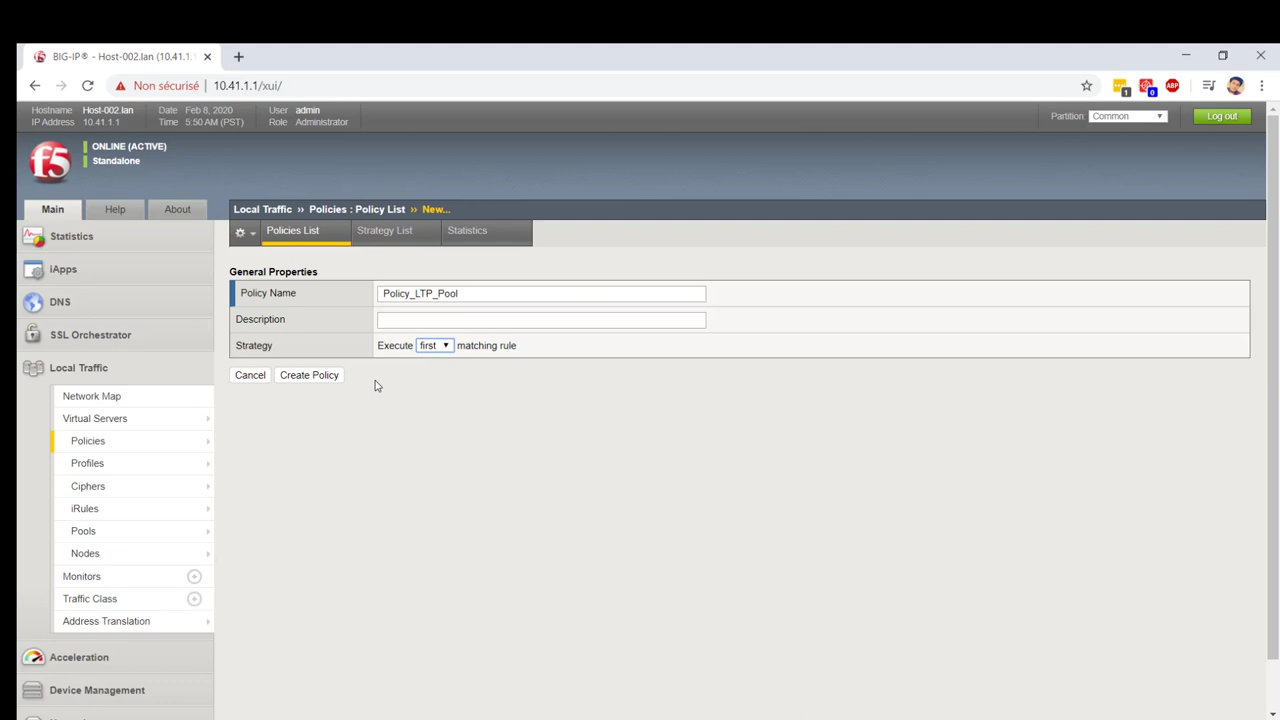 BIG-IP® - Host-002.lan (10.41.1.
Non sécurisé
10.41.1.1/xui/
1
0
ABP
Hostname Host-002.lan Date Feb 8, 2020 User admin
IP Address 10.41.1.1 Time 5:50 AM (PST) Role Administrator
Partition: Common
Log out
f5
ONLINE (ACTIVE)
Standalone
Main Help About
Local Traffic ›› Policies : Policy List ›› New...
Policies List Strategy List Statistics
Statistics
iApps
DNS
SSL Orchestrator
Local Traffic
Network Map
Virtual Servers
Policies
Profiles
Ciphers
iRules
Pools
Nodes
Monitors
Traffic Class
Address Translation
Acceleration
Device Management
General Properties
Policy Name Policy_LTP_Pool
Description
Strategy Execute first matching rule
Cancel Create Policy